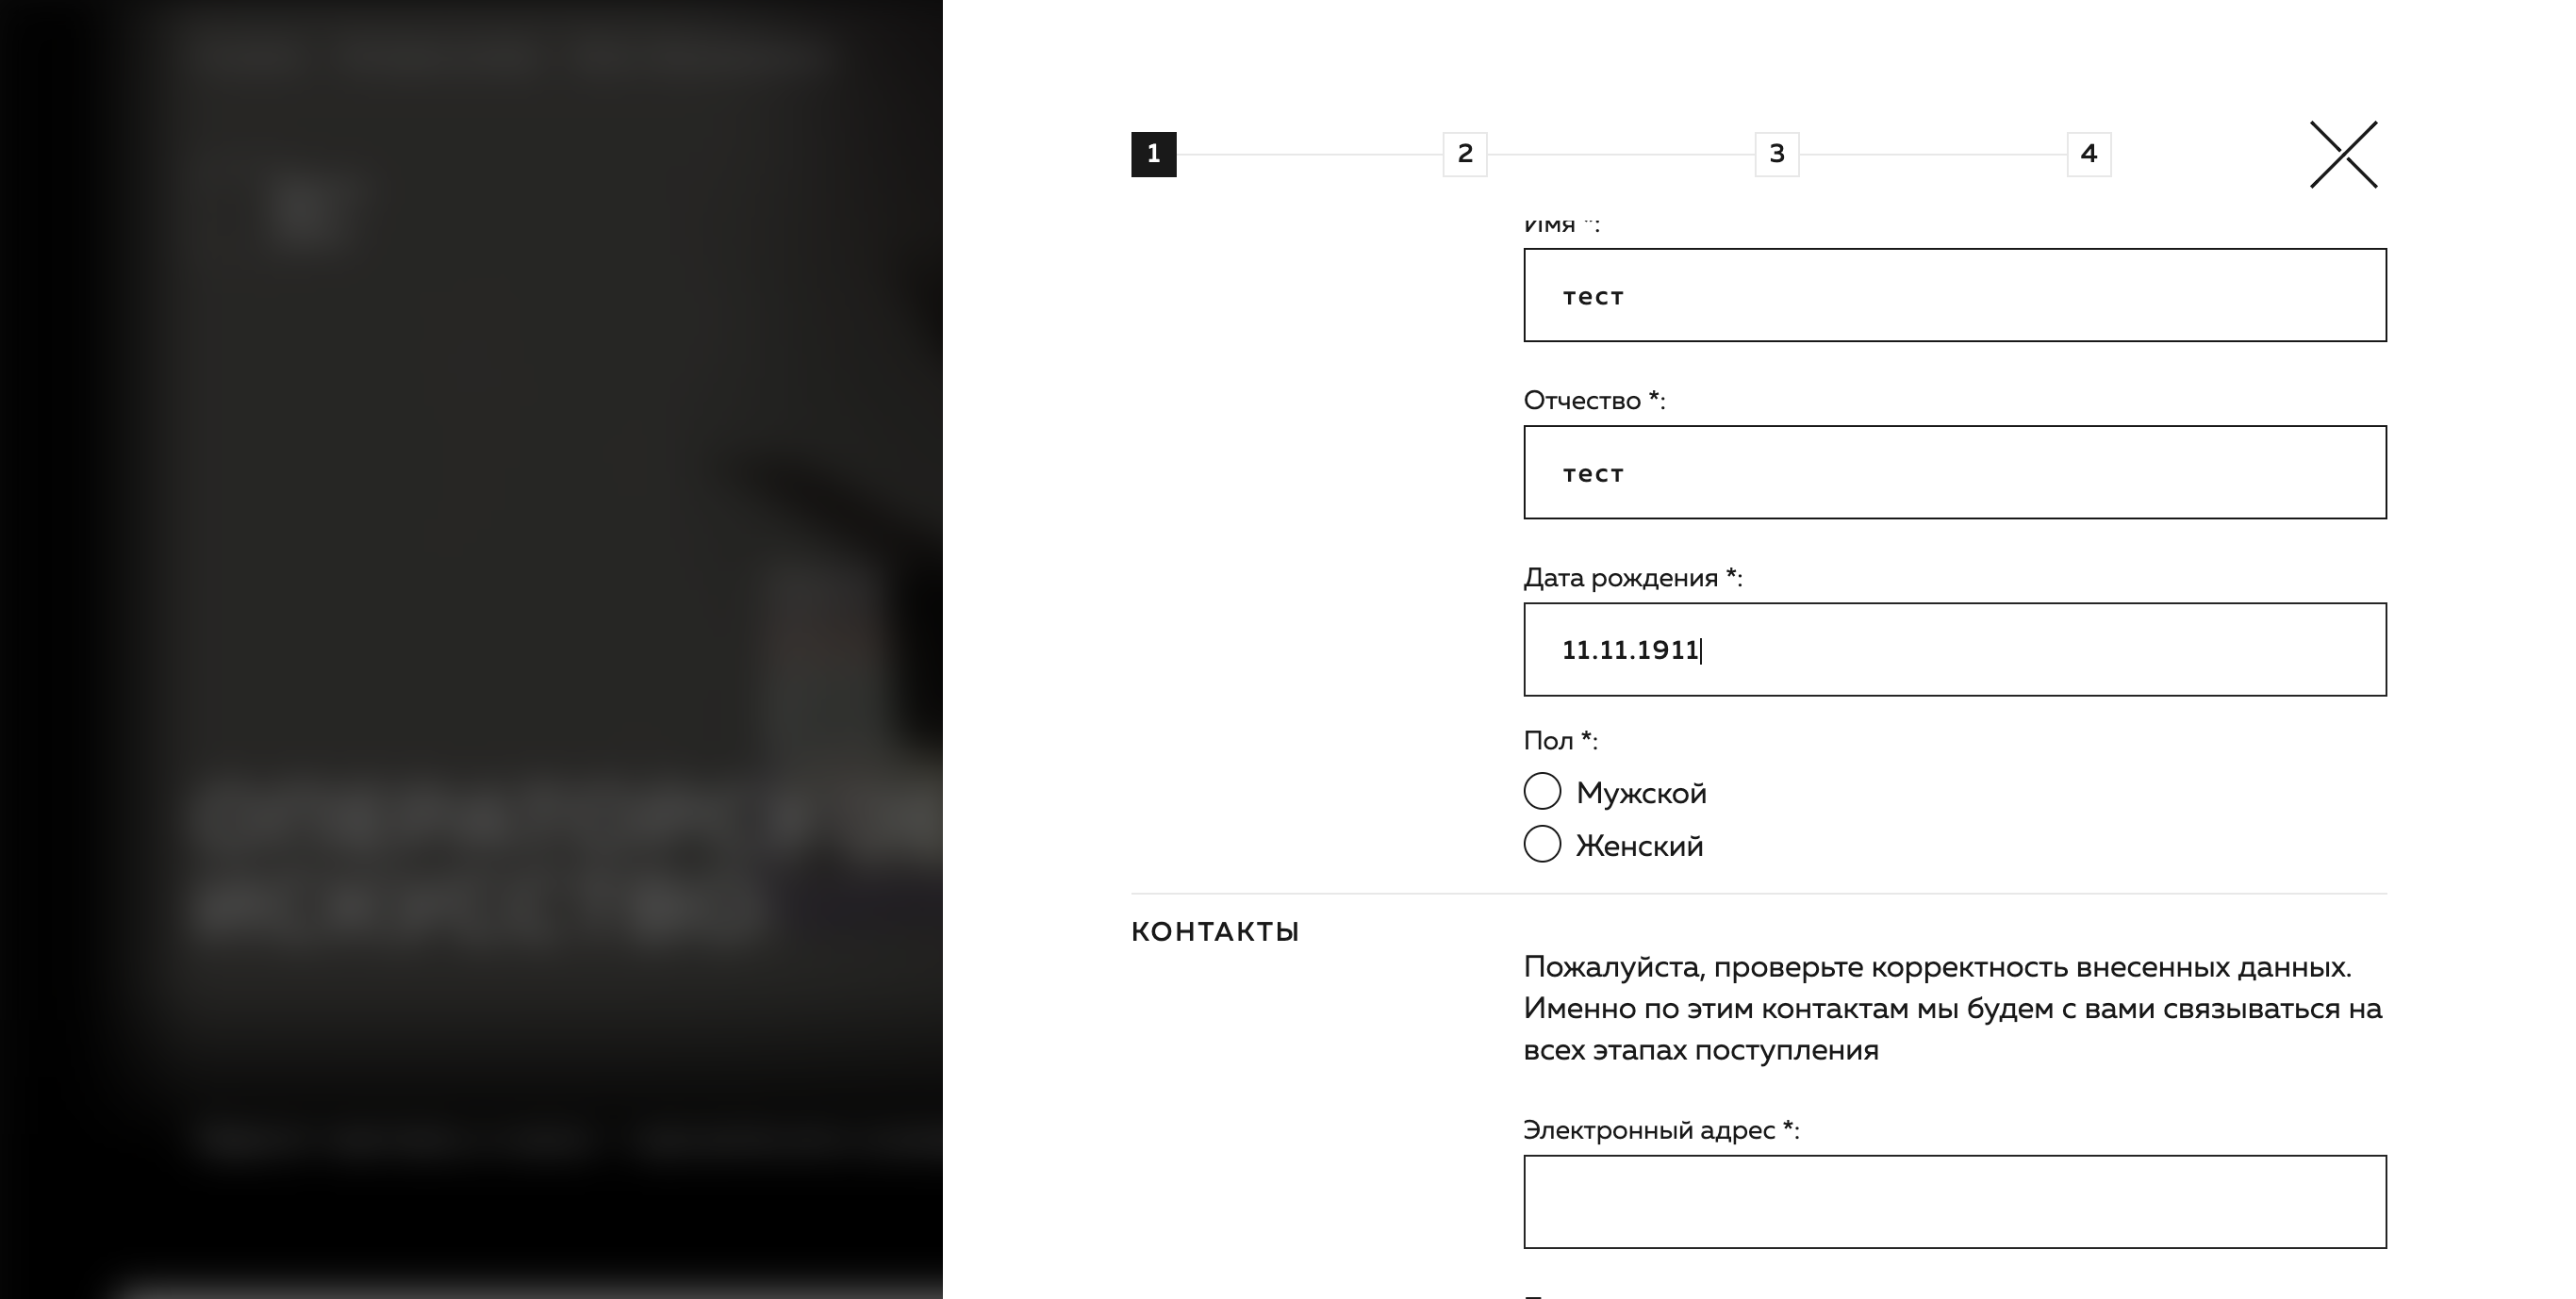 1
2
3
4
Имя *:
тест
Отчество *:
тест
Дата рождения *:
11.11.1911
Пол *:
Мужской
Женский
КОНТАКТЫ
Пожалуйста, проверьте корректность внесенных данных.
Именно по этим контактам мы будем с вами связываться на
всех этапах поступления
Электронный адрес *: